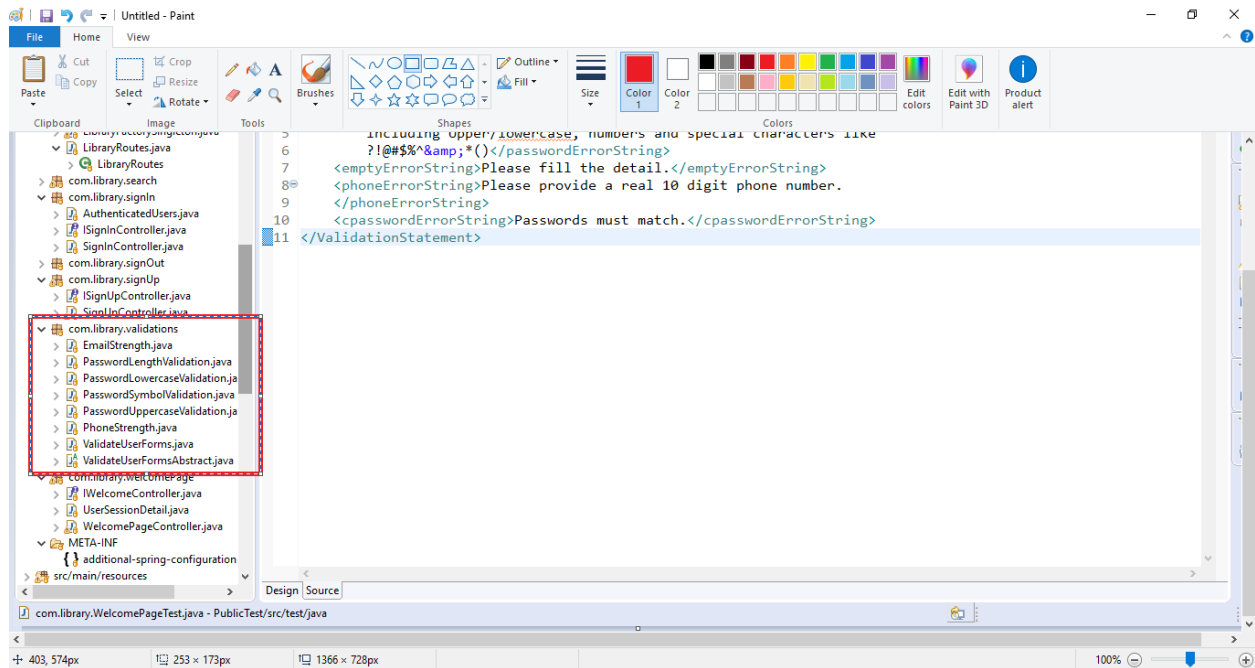 Untitled - Paint
File Home View
Paste
Cut
Copy
Clipboard
Select
Crop
Resize
Rotate
Image
Tools
Brushes
Outline
Fill
Shapes
Size
Color 1
Color 2
Edit colors
Colors
Edit with Paint 3D
Product alert
LibraryFactorySingleton.java
LibraryRoutes.java
LibraryRoutes
com.library.search
com.library.signIn
AuthenticatedUsers.java
ISignInController.java
SignInController.java
com.library.signOut
com.library.signUp
ISignUpController.java
SignUpController.java
com.library.validations
EmailStrength.java
PasswordLengthValidation.java
PasswordLowercaseValidation.ja
PasswordSymbolValidation.java
PasswordUppercaseValidation.ja
PhoneStrength.java
ValidateUserForms.java
ValidateUserFormsAbstract.java
com.library.welcomePage
IWelcomeController.java
UserSessionDetail.java
WelcomePageController.java
META-INF
additional-spring-configuration
src/main/resources
5 including Upper/lowercase, numbers and special characters like
6 ?!@#$%^&amp;*()</passwordErrorString>
7 <emptyErrorString>Please fill the detail.</emptyErrorString>
8 <phoneErrorString>Please provide a real 10 digit phone number.
9 </phoneErrorString>
10 <cpasswordErrorString>Passwords must match.</cpasswordErrorString>
11 </ValidationStatement>
Design Source
com.library.WelcomePageTest.java - PublicTest/src/test/java
403, 574px
253 × 173px
1366 × 728px
100%